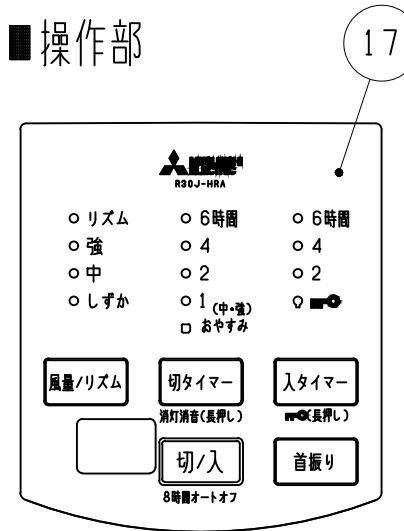 ■操作部
17
R30J-HRA
リズム 6時間 6時間
強 4 4
中 2 2
しずか 1(中・強)
おやすみ
風量/リズム 切タイマー 入タイマー
消灯消音(長押し) (長押し)
切/入 首振り
8時間オートオフ